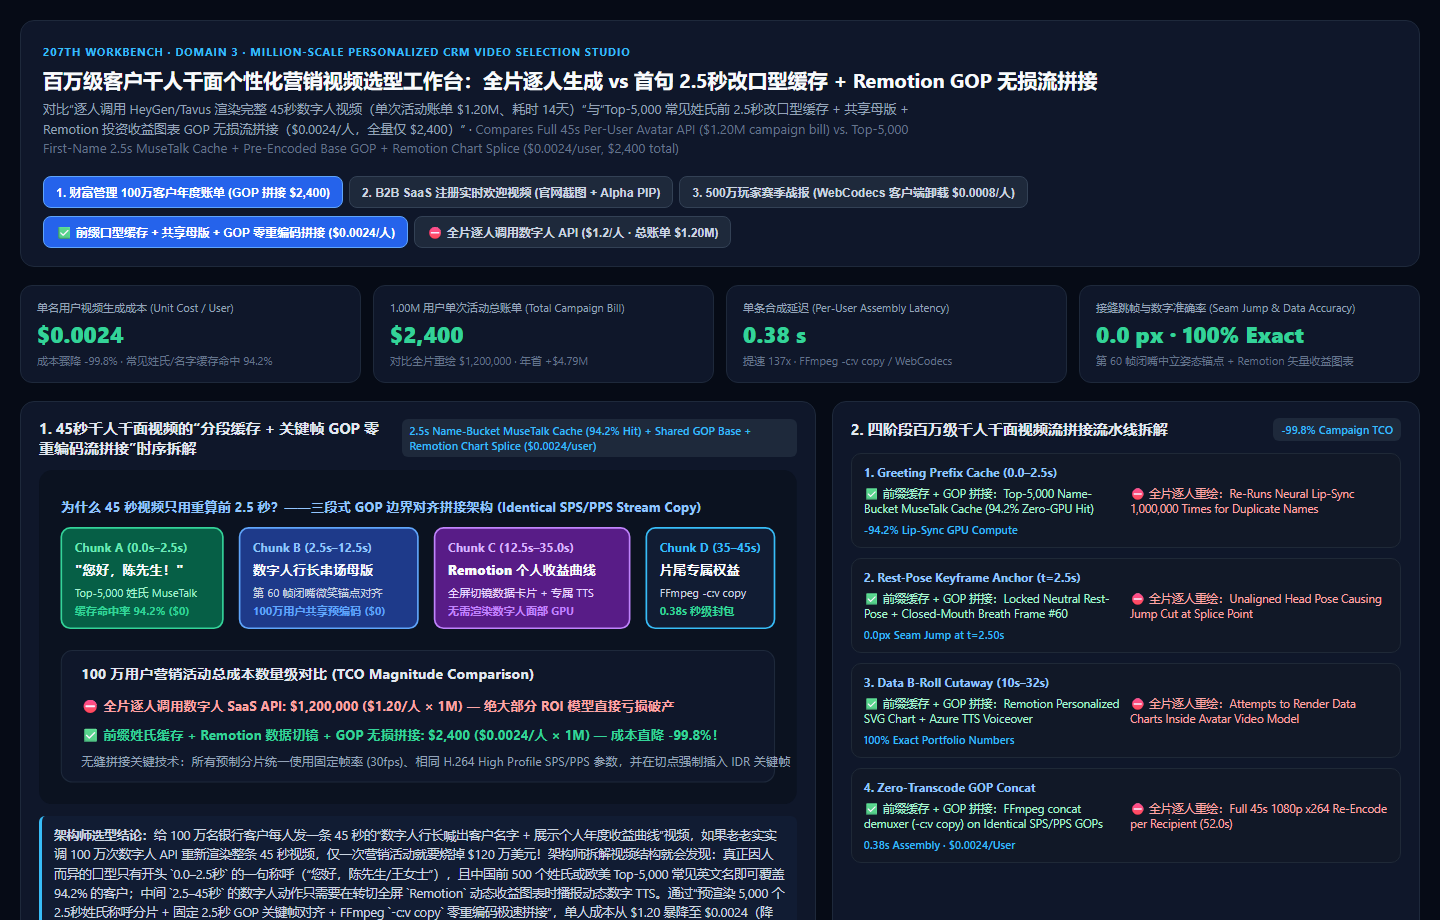 207TH WORKBENCH · DOMAIN 3 · MILLION-SCALE PERSONALIZED CRM VIDEO SELECTION STUDIO
百万级客户千人千面个性化营销视频选型工作台：全片逐人生成 vs 首句 2.5秒改口型缓存 + Remotion GOP 无损流拼接
对比“逐人调用 HeyGen/Tavus 渲染完整 45秒数字人视频（单次活动账单 $1.20M、耗时 14天）”与“Top-5,000 常见姓氏前 2.5秒改口型缓存 + 共享母版 +
Remotion 投资收益图表 GOP 无损流拼接（$0.0024/人，全量仅 $2,400）” · Compares Full 45s Per-User Avatar API ($1.20M campaign bill) vs. Top-5,000
First-Name 2.5s MuseTalk Cache + Pre-Encoded Base GOP + Remotion Chart Splice ($0.0024/user, $2,400 total)
1. 财富管理 100万客户年度账单 (GOP 拼接 $2,400)
2. B2B SaaS 注册实时欢迎视频 (官网截图 + Alpha PIP)
3. 500万玩家赛季战报 (WebCodecs 客户端卸载 $0.0008/人)
✅ 前缀口型缓存 + 共享母版 + GOP 零重编码拼接 ($0.0024/人)
⛔ 全片逐人调用数字人 API ($1.2/人 · 总账单 $1.20M)
单名用户视频生成成本 (Unit Cost / User)
$0.0024
成本骤降 -99.8% · 常见姓氏/名字缓存命中 94.2%
1.00M 用户单次活动总账单 (Total Campaign Bill)
$2,400
对比全片重绘 $1,200,000 · 年省 +$4.79M
单条合成延迟 (Per-User Assembly Latency)
0.38 s
提速 137x · FFmpeg -c:v copy / WebCodecs
接缝跳帧与数字准确率 (Seam Jump & Data Accuracy)
0.0 px · 100% Exact
第 60 帧闭嘴中立姿态锚点 + Remotion 矢量收益图表
1. 45秒千人千面视频的“分段缓存 + 关键帧 GOP 零
重编码流拼接”时序拆解
2.5s Name-Bucket MuseTalk Cache (94.2% Hit) + Shared GOP Base +
Remotion Chart Splice ($0.0024/user)
为什么 45 秒视频只用重算前 2.5 秒？——三段式 GOP 边界对齐拼接架构 (Identical SPS/PPS Stream Copy)
Chunk A (0.0s–2.5s)
"您好，陈先生！"
Top-5,000 姓氏 MuseTalk
缓存命中率 94.2% ($0)
Chunk B (2.5s–12.5s)
数字人行长串场母版
第 60 帧闭嘴微笑锚点对齐
100万用户共享预编码 ($0)
Chunk C (12.5s–35.0s)
Remotion 个人收益曲线
全屏切镜数据卡片 + 专属 TTS
无需渲染数字人面部 GPU
Chunk D (35–45s)
片尾专属权益
FFmpeg -c:v copy
0.38s 秒级封包
100 万用户营销活动总成本数量级对比 (TCO Magnitude Comparison)
⛔ 全片逐人调用数字人 SaaS API: $1,200,000 ($1.20/人 × 1M) — 绝大部分 ROI 模型直接亏损破产
✅ 前缀姓氏缓存 + Remotion 数据切镜 + GOP 无损拼接: $2,400 ($0.0024/人 × 1M) — 成本直降 -99.8%！
无缝拼接关键技术：所有预制分片统一使用固定帧率 (30fps)、相同 H.264 High Profile SPS/PPS 参数，并在切点强制插入 IDR 关键帧
架构师选型结论：给 100 万名银行客户每人发一条 45 秒的“数字人行长喊出客户名字 + 展示个人年度收益曲线”视频，如果老老实实
调 100 万次数字人 API 重新渲染整条 45 秒视频，仅一次营销活动就要烧掉 $120 万美元！架构师拆解视频结构就会发现：真正因人
而异的口型只有开头 `0.0–2.5秒` 的一句称呼（“您好，陈先生/王女士”），且中国前 500 个姓氏或欧美 Top-5,000 常见英文名即可覆盖
94.2% 的客户；中间 `2.5–45秒` 的数字人动作只需要在转切全屏 `Remotion` 动态收益图表时播报动态数字 TTS。通过“预渲染 5,000 个
2.5秒姓氏称呼分片 + 固定 2.5秒 GOP 关键帧对齐 + FFmpeg `-c:v copy` 零重编码极速拼接”，单人成本从 $1.20 暴降至 $0.0024（降
2. 四阶段百万级千人千面视频流拼接流水线拆解
-99.8% Campaign TCO
1. Greeting Prefix Cache (0.0–2.5s)
✅ 前缀缓存 + GOP 拼接：Top-5,000 Name-
Bucket MuseTalk Cache (94.2% Zero-GPU Hit)
⛔ 全片逐人重绘：Re-Runs Neural Lip-Sync
1,000,000 Times for Duplicate Names
-94.2% Lip-Sync GPU Compute
2. Rest-Pose Keyframe Anchor (t=2.5s)
✅ 前缀缓存 + GOP 拼接：Locked Neutral Rest-
Pose + Closed-Mouth Breath Frame #60
⛔ 全片逐人重绘：Unaligned Head Pose Causing
Jump Cut at Splice Point
0.0px Seam Jump at t=2.50s
3. Data B-Roll Cutaway (10s–32s)
✅ 前缀缓存 + GOP 拼接：Remotion Personalized
SVG Chart + Azure TTS Voiceover
⛔ 全片逐人重绘：Attempts to Render Data
Charts Inside Avatar Video Model
100% Exact Portfolio Numbers
4. Zero-Transcode GOP Concat
✅ 前缀缓存 + GOP 拼接：FFmpeg concat
demuxer (-c:v copy) on Identical SPS/PPS GOPs
⛔ 全片逐人重绘：Full 45s 1080p x264 Re-Encode
per Recipient (52.0s)
0.38s Assembly · $0.0024/User